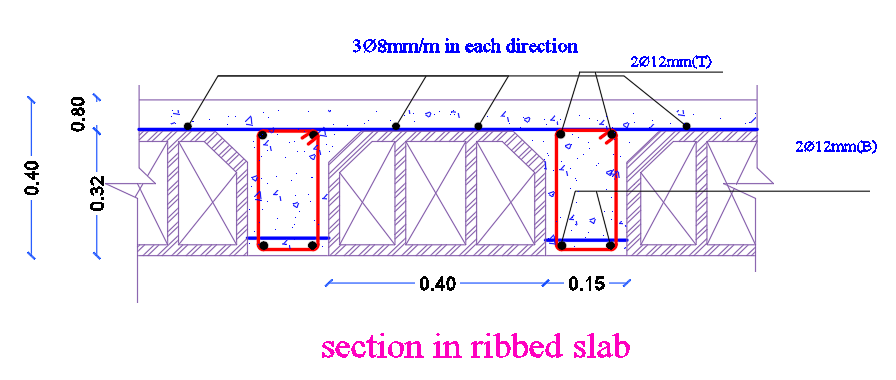 3Ø8mm/m in each direction
2Ø12mm(T)
0.80
2Ø12mm(B)
0.40
0.32
0.40
0.15
section in ribbed slab